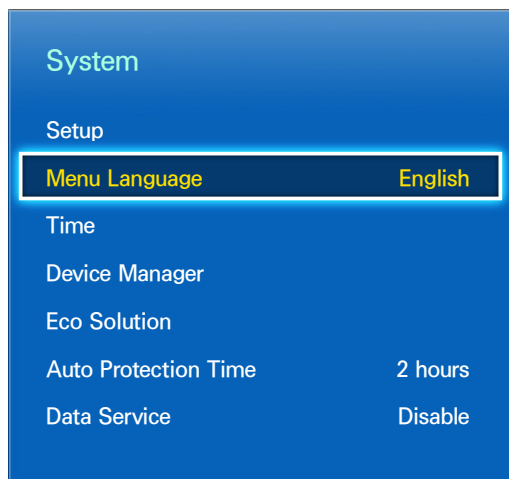 System
Setup
Menu Language English
Time
Device Manager
Eco Solution
Auto Protection Time 2 hours
Data Service Disable